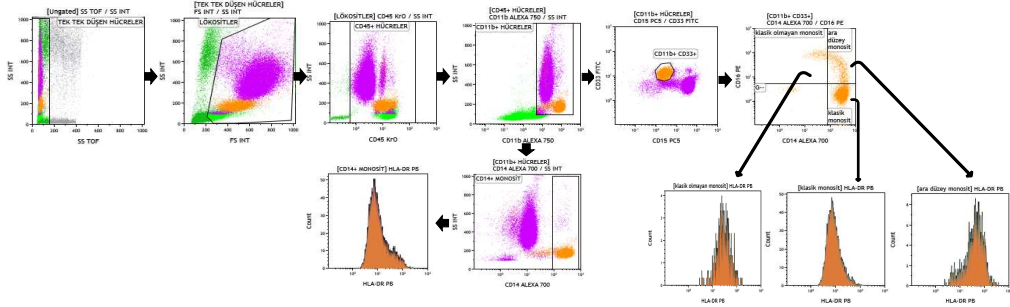 [Ungated] SS TOF / SS INT
TEK TEK DÜŞEN HÜCRELER
SS INT
SS TOF
[TEK TEK DÜŞEN HÜCRELER]
FS INT / SS INT
LÖKOSİTLER
SS INT
FS INT
[LÖKOSİTLER] CD45 KrO / SS INT
CD45+ HÜCRELER
SS INT
CD45 KrO
[CD45+ HÜCRELER]
CD11b ALEXA 750 / SS INT
CD11b+ HÜCRELER
SS INT
CD11b ALEXA 750
[CD11b+ HÜCRELER]
CD15 PC5 / CD33 FITC
CD11b+ CD33+
CD33 FITC
CD15 PC5
[CD11b+ CD33+]
CD14 ALEXA 700 / CD16 PE
klasik olmayan monosit
ara
düzey
monosit
G--
klasik
monosit
CD16 PE
CD14 ALEXA 700
[CD14+ MONOSİT] HLA-DR PB
Count
HLA-DR PB
[CD11b+ HÜCRELER]
CD14 ALEXA 700 / SS INT
CD14+ MONOSİT
SS INT
CD14 ALEXA 700
[klasik olmayan monosit] HLA-DR PB
Count
HLA-DR PB
[klasik monosit] HLA-DR PB
Count
HLA-DR PB
[ara düzey monosit] HLA-DR PB
Count
HLA-DR PB